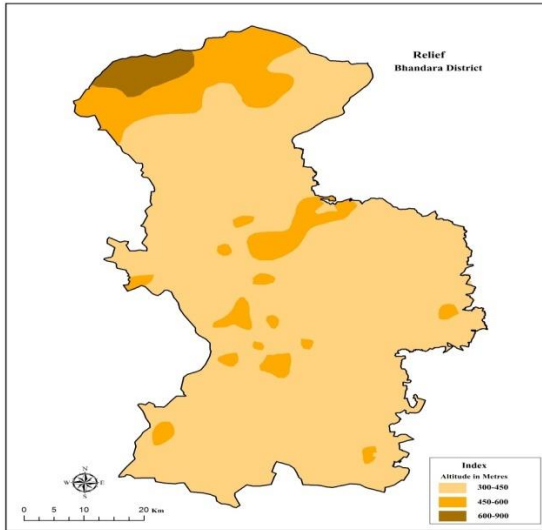 Relief
Bhandara District
N
W E
S
0 5 10 20 Km
Index
Altitude in Metres
300-450
450-600
600-900